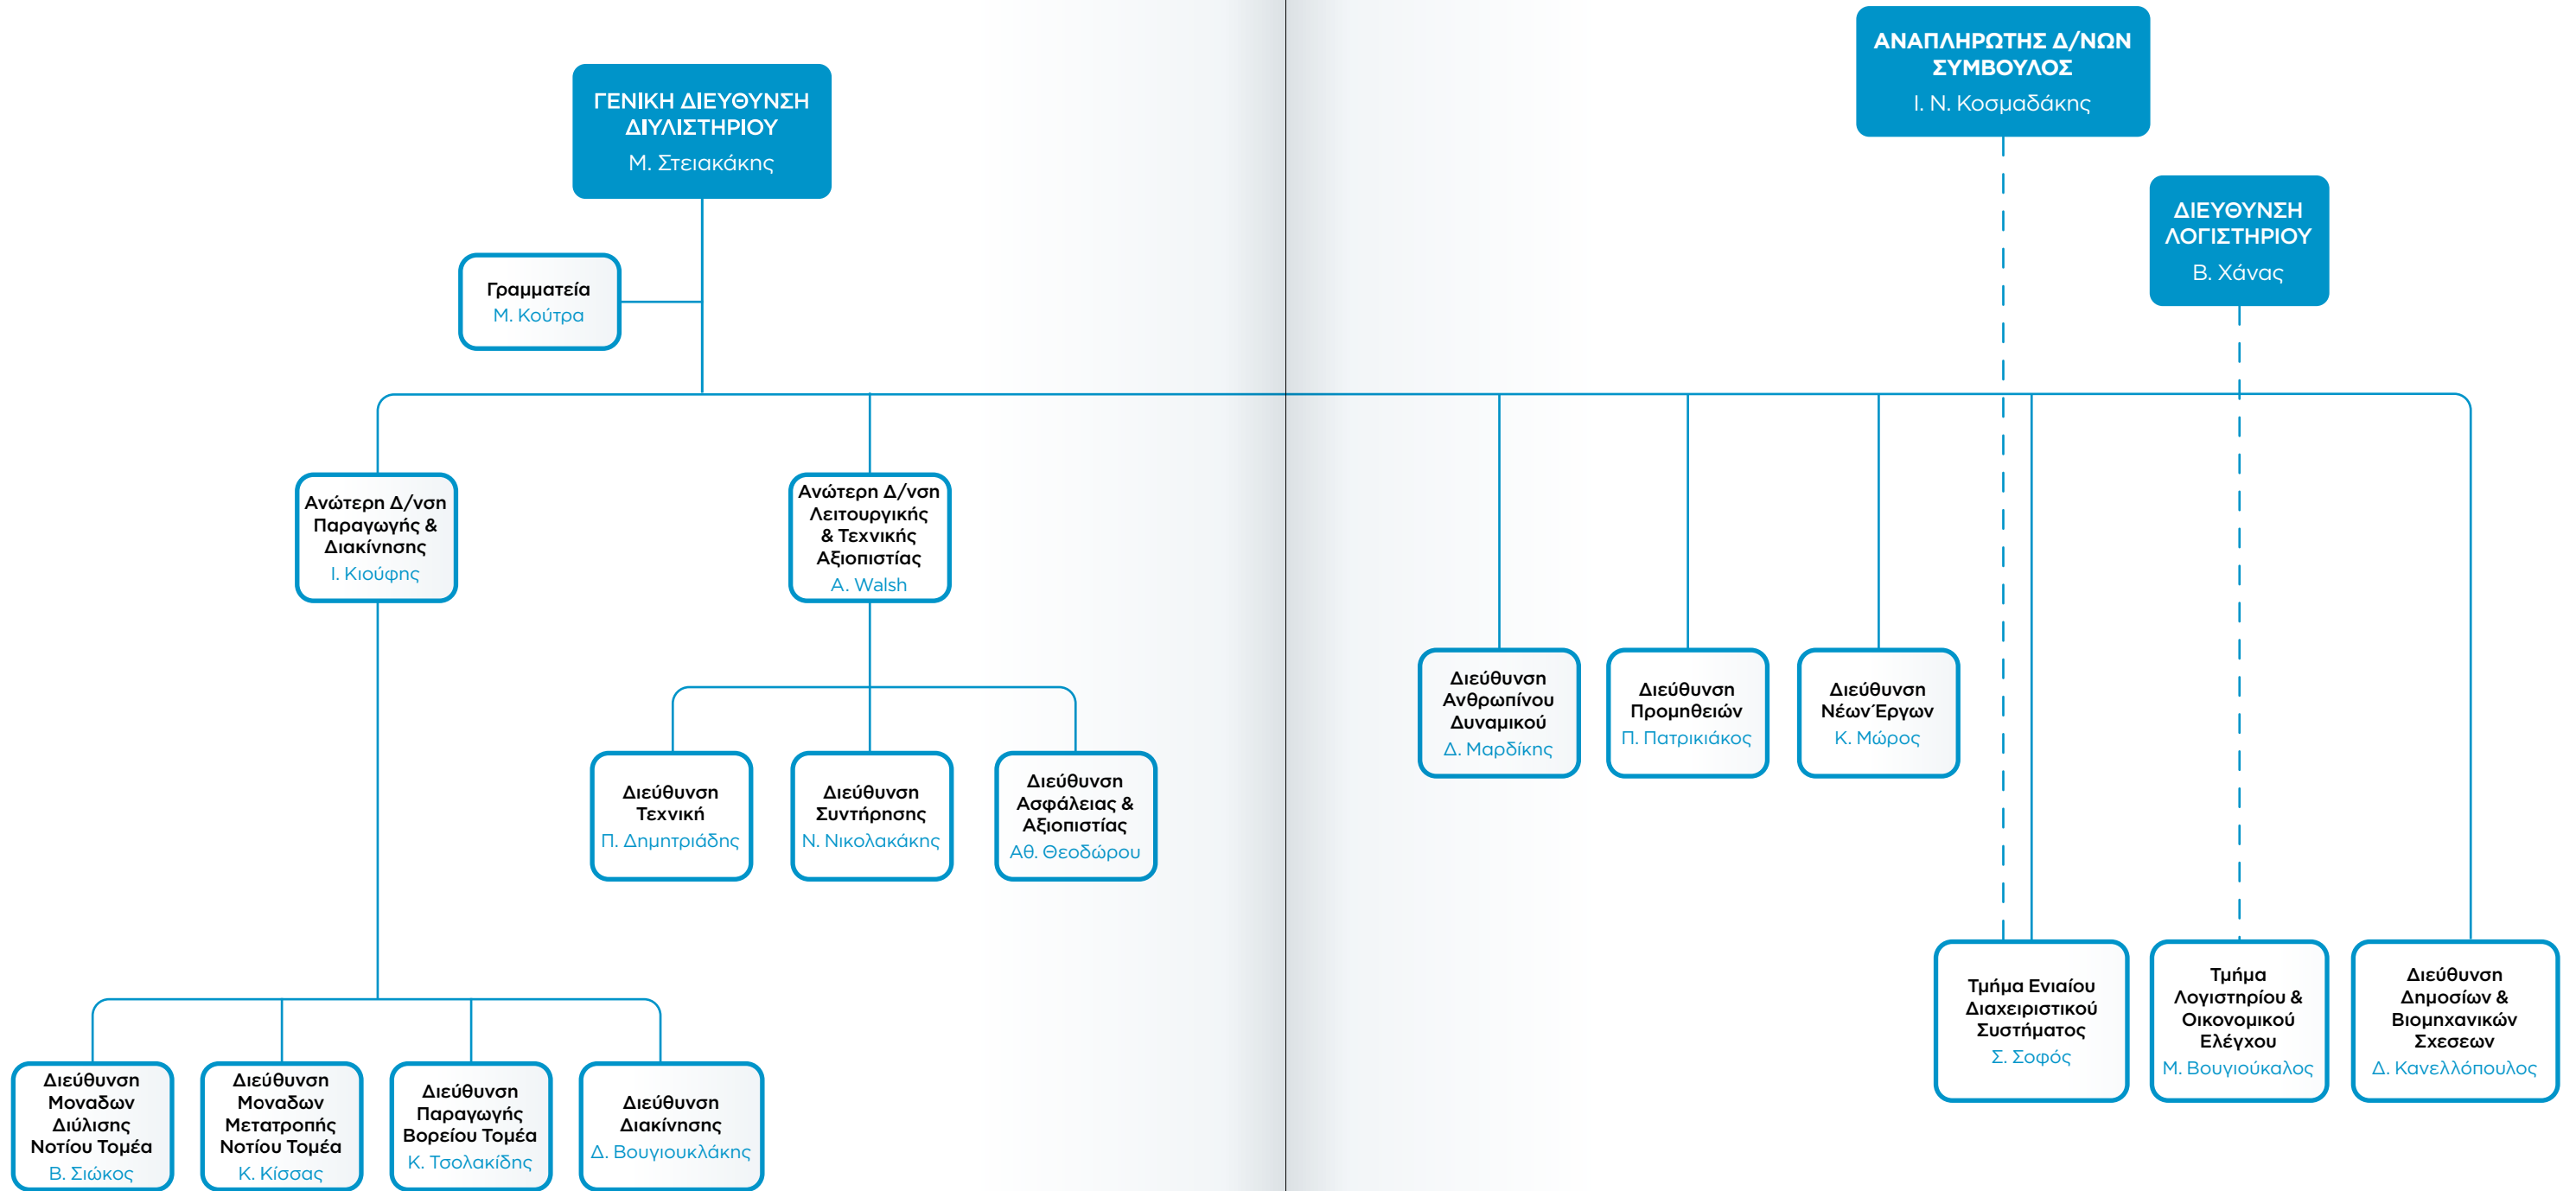 ΓΕΝΙΚΗ ΔΙΕΥΘΥΝΣΗ
ΔΙΥΛΙΣΤΗΡΙΟΥ
Μ. Στειακάκης
ΑΝΑΠΛΗΡΩΤΗΣ Δ/ΝΩΝ
ΣΥΜΒΟΥΛΟΣ
Ι. Ν. Κοσμαδάκης
ΔΙΕΥΘΥΝΣΗ
ΛΟΓΙΣΤΗΡΙΟΥ
Β. Χάνας
Γραμματεία
Μ. Κούτρα
Ανώτερη Δ/νση
Παραγωγής &
Διακίνησης
Ι. Κιούφης
Ανώτερη Δ/νση
Λειτουργικής
& Τεχνικής
Αξιοπιστίας
A. Walsh
Διεύθυνση
Τεχνική
Π. Δημητριάδης
Διεύθυνση
Συντήρησης
Ν. Νικολακάκης
Διεύθυνση
Ασφάλειας &
Αξιοπιστίας
Αθ. Θεοδώρου
Διεύθυνση
Ανθρωπίνου
Δυναμικού
Δ. Μαρδίκης
Διεύθυνση
Προμηθειών
Π. Πατρικιάκος
Διεύθυνση
Νέων Έργων
Κ. Μώρος
Διεύθυνση
Μοναδων
Διύλισης
Νοτίου Τομέα
Β. Σιώκος
Διεύθυνση
Μοναδων
Μετατροπής
Νοτίου Τομέα
Κ. Κίσσας
Διεύθυνση
Παραγωγής
Βορείου Τομέα
Κ. Τσολακίδης
Διεύθυνση
Διακίνησης
Δ. Βουγιουκλάκης
Τμήμα Ενιαίου
Διαχειριστικού
Συστήματος
Σ. Σοφός
Τμήμα
Λογιστηρίου &
Οικονομικού
Ελέγχου
Μ. Βουγιούκαλος
Διεύθυνση
Δημοσίων &
Βιομηχανικών
Σχεσεων
Δ. Κανελλόπουλος